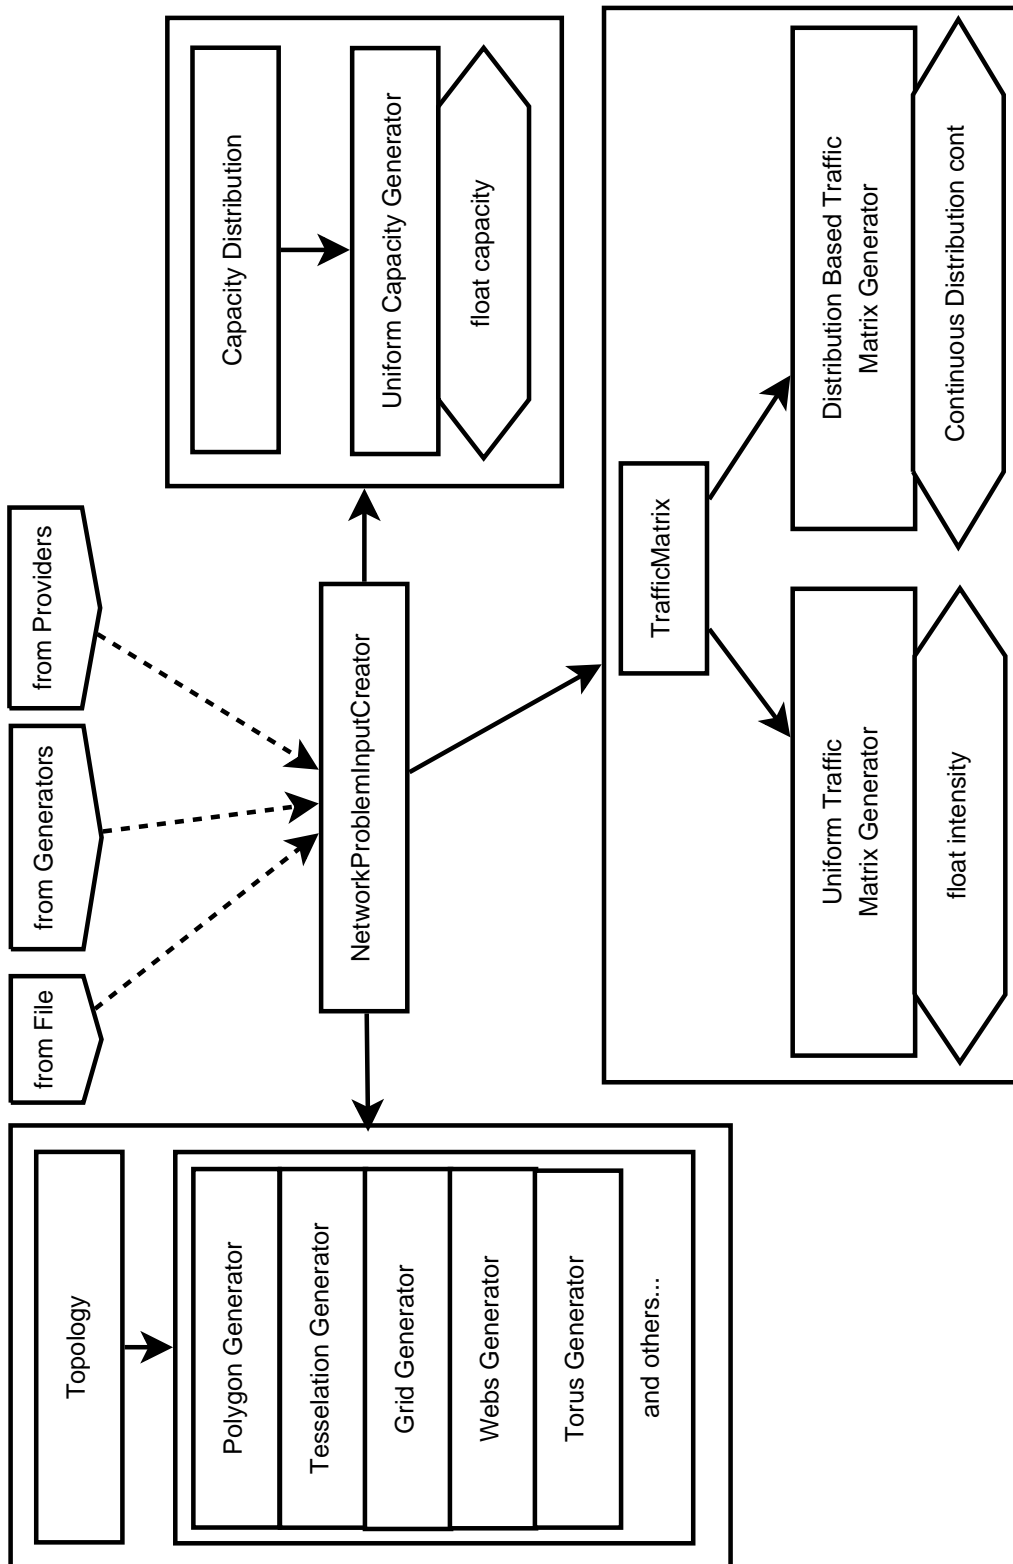 from File
from Generators
from Providers
Topology
Polygon Generator
Tesselation Generator
Grid Generator
Webs Generator
Torus Generator
and others...
NetworkProblemInputCreator
Capacity Distribution
Uniform Capacity Generator
float capacity
TrafficMatrix
Uniform Traffic
Matrix Generator
float intensity
Distribution Based Traffic
Matrix Generator
Continuous Distribution cont